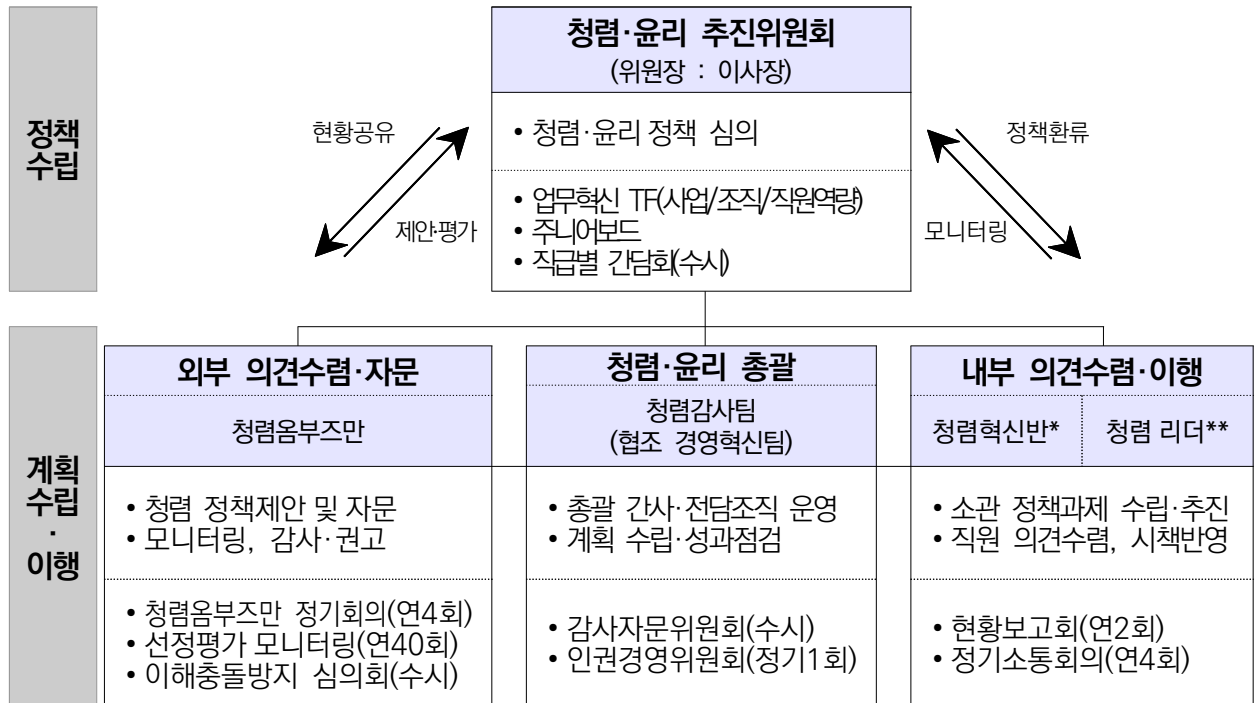 청렴·윤리 추진위원회
(위원장 : 이사장)
정책
수립
현황공유
제안·평가
• 청렴·윤리 정책 심의
• 업무혁신 TF(사업/조직/직원역량)
• 주니어보드
• 직급별 간담회(수시)
정책환류
모니터링
계획
수립
·
이행
외부 의견수렴·자문
청렴옴부즈만
• 청렴 정책제안 및 자문
• 모니터링, 감사·권고
• 청렴옴부즈만 정기회의(연4회)
• 선정평가 모니터링(연40회)
• 이해충돌방지 심의회(수시)
청렴·윤리 총괄
청렴감사팀
(협조 경영혁신팀)
• 총괄 간사·전담조직 운영
• 계획 수립·성과점검
• 감사자문위원회(수시)
• 인권경영위원회(정기1회)
내부 의견수렴·이행
청렴혁신반*
청렴 리더**
• 소관 정책과제 수립·추진
• 직원 의견수렴, 시책반영
• 현황보고회(연2회)
• 정기소통회의(연4회)